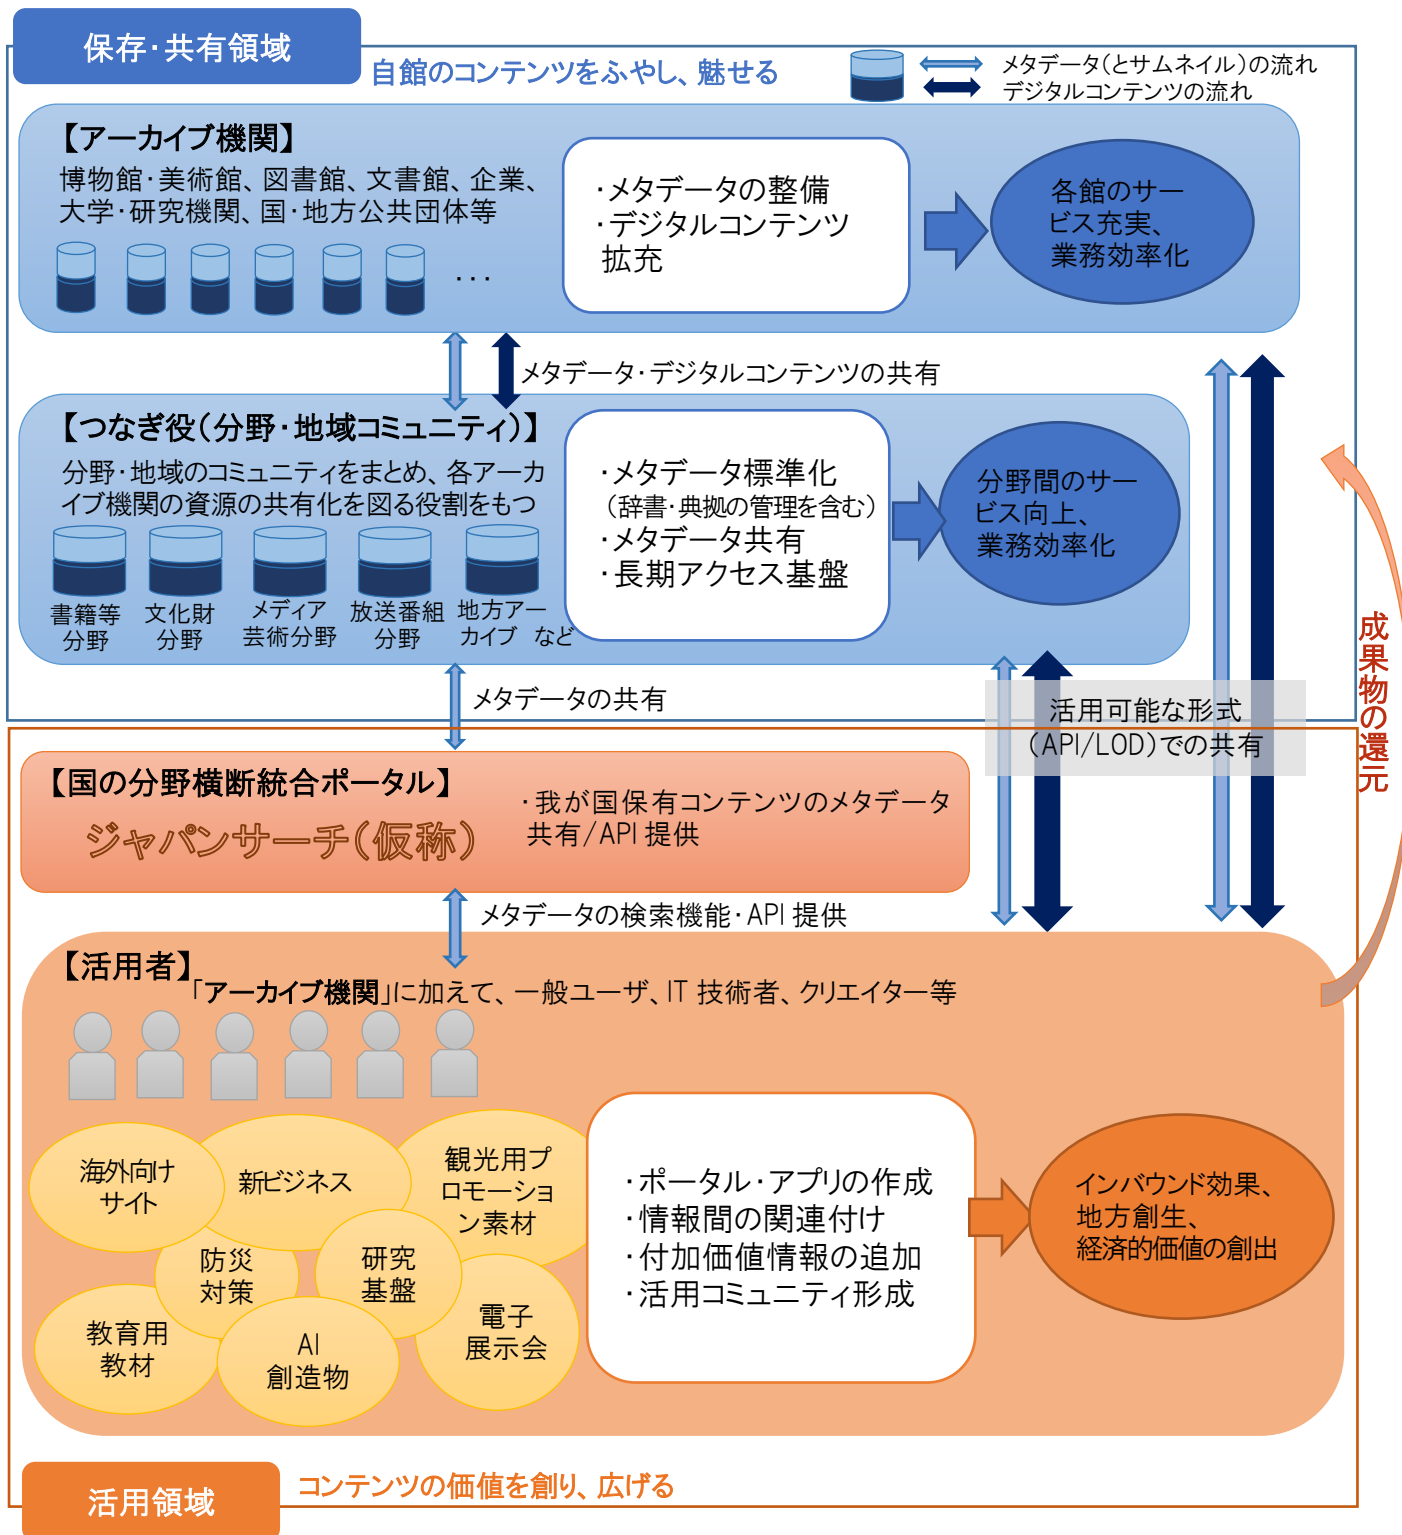 保存・共有領域
自館のコンテンツをふやし、魅せる
メタデータ（とサムネイル）の流れ
デジタルコンテンツの流れ
【アーカイブ機関】
博物館・美術館、図書館、文書館、企業、
大学・研究機関、国・地方公共団体等
・・・
・メタデータの整備
・デジタルコンテンツ
拡充
各館のサー
ビス充実、
業務効率化
メタデータ・デジタルコンテンツの共有
【つなぎ役（分野・地域コミュニティ）】
分野・地域のコミュニティをまとめ、各アーカ
イブ機関の資源の共有化を図る役割をもつ
書籍等
分野
文化財
分野
メディア
芸術分野
放送番組
分野
地方アー
カイブ など
・メタデータ標準化
（辞書・典拠の管理を含む）
・メタデータ共有
・長期アクセス基盤
分野間のサー
ビス向上、
業務効率化
成果物の還元
メタデータの共有
活用可能な形式
（API/LOD）での共有
【国の分野横断統合ポータル】
ジャパンサーチ（仮称）
・我が国保有コンテンツのメタデータ
共有/API 提供
メタデータの検索機能・API 提供
【活用者】
「アーカイブ機関」に加えて、一般ユーザ、IT 技術者、クリエイター等
海外向け
サイト
新ビジネス
観光用プ
ロモーショ
ン素材
防災
対策
研究
基盤
教育用
教材
AI
創造物
電子
展示会
・ポータル・アプリの作成
・情報間の関連付け
・付加価値情報の追加
・活用コミュニティ形成
インバウンド効果、
地方創生、
経済的価値の創出
活用領域
コンテンツの価値を創り、広げる